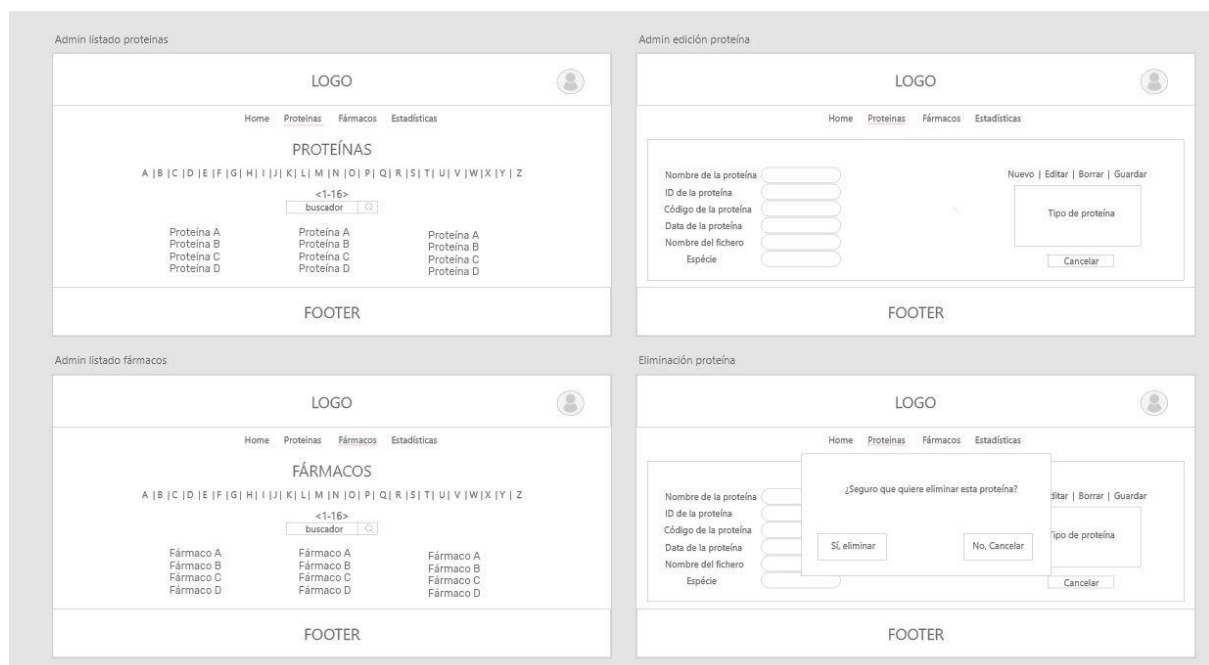 Admin listado proteinas
LOGO
Home Proteinas Fármacos Estadísticas
PROTEÍNAS
A |B |C |D |E |F |G| H| I |J| K| L| M |N |O| P| Q| R |S| T| U| V |W|X |Y | Z
<1-16>
buscador
Proteína A Proteína A Proteína A
Proteína B Proteína B Proteína B
Proteína C Proteína C Proteína C
Proteína D Proteína D Proteína D
FOOTER
Admin edición proteína
LOGO
Home Proteinas Fármacos Estadísticas
Nombre de la proteína
ID de la proteína
Código de la proteína
Data de la proteína
Nombre del fichero
Espécie
Nuevo | Editar | Borrar | Guardar
Tipo de proteína
Cancelar
FOOTER
Admin listado fármacos
LOGO
Home Proteinas Fármacos Estadísticas
FÁRMACOS
A |B |C |D |E |F |G| H| I |J| K| L| M |N |O| P| Q| R |S| T| U| V |W|X |Y | Z
<1-16>
buscador
Fármaco A Fármaco A Fármaco A
Fármaco B Fármaco B Fármaco B
Fármaco C Fármaco C Fármaco C
Fármaco D Fármaco D Fármaco D
FOOTER
Eliminación proteína
LOGO
Home Proteinas Fármacos Estadísticas
¿Seguro que quiere eliminar esta proteína?
Sí, eliminar No, Cancelar
Nombre de la proteína
ID de la proteína
Código de la proteína
Data de la proteína
Nombre del fichero
Espécie
ditar | Borrar | Guardar
ipo de proteína
Cancelar
FOOTER